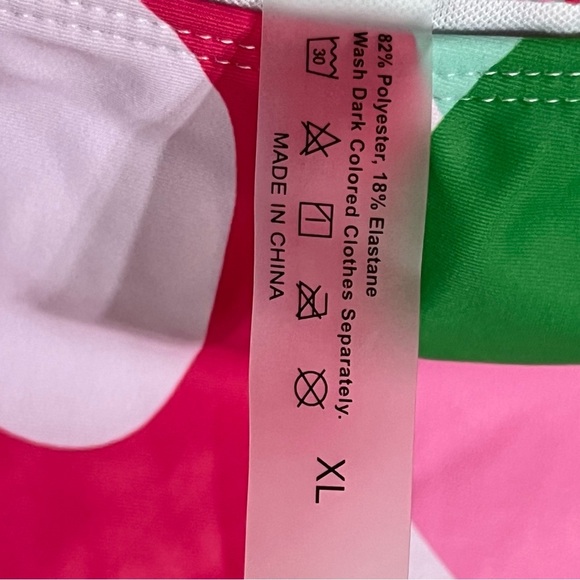 82% Polyester, 18% Elastane
Wash Dark Colored Clothes Separately.
30
MADE IN CHINA
XL